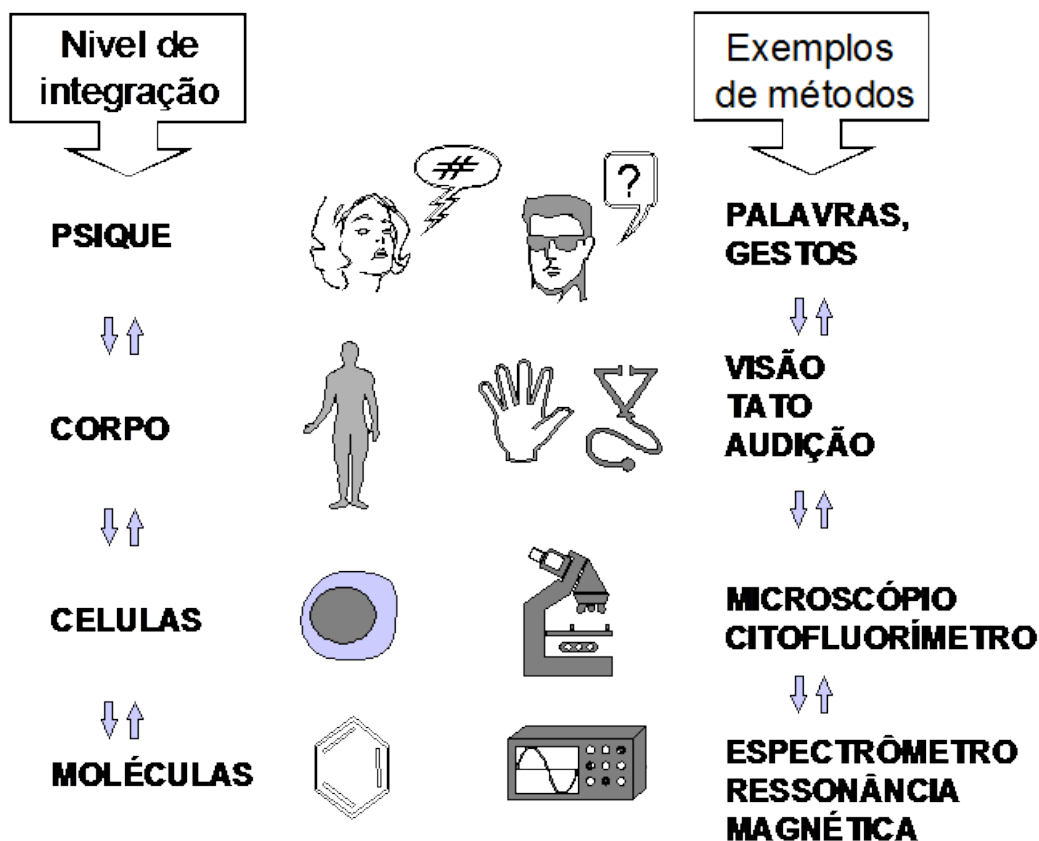 Nivel de
integração
Exemplos
de métodos
#
?
PSIQUE
PALAVRAS,
GESTOS
CORPO
VISÃO
TATO
AUDIÇÃO
CELULAS
MICROSCÓPIO
CITOFLUORÍMETRO
MOLÉCULAS
ESPECTRÔMETRO
RESSONÂNCIA
MAGNÉTICA